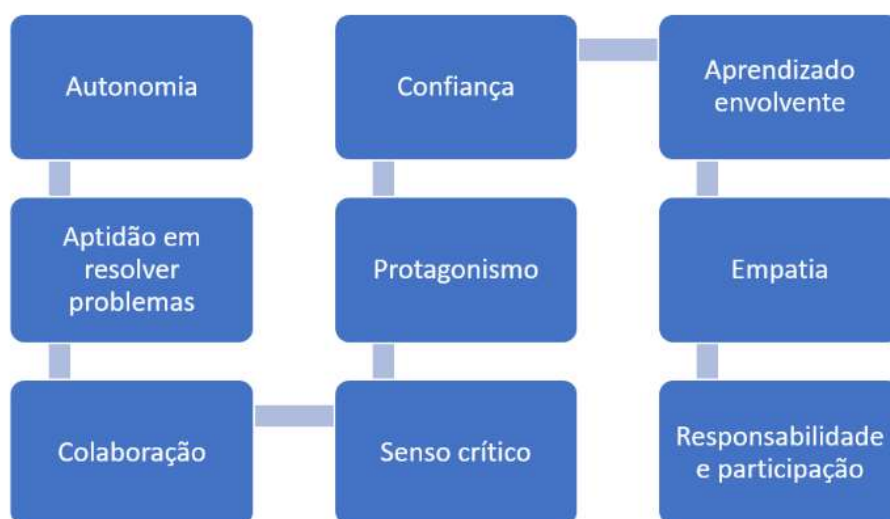 Autonomia
Aptidão em
resolver
problemas
Colaboração
Senso crítico
Protagonismo
Confiança
Aprendizado
envolvente
Empatia
Responsabilidade
e participação